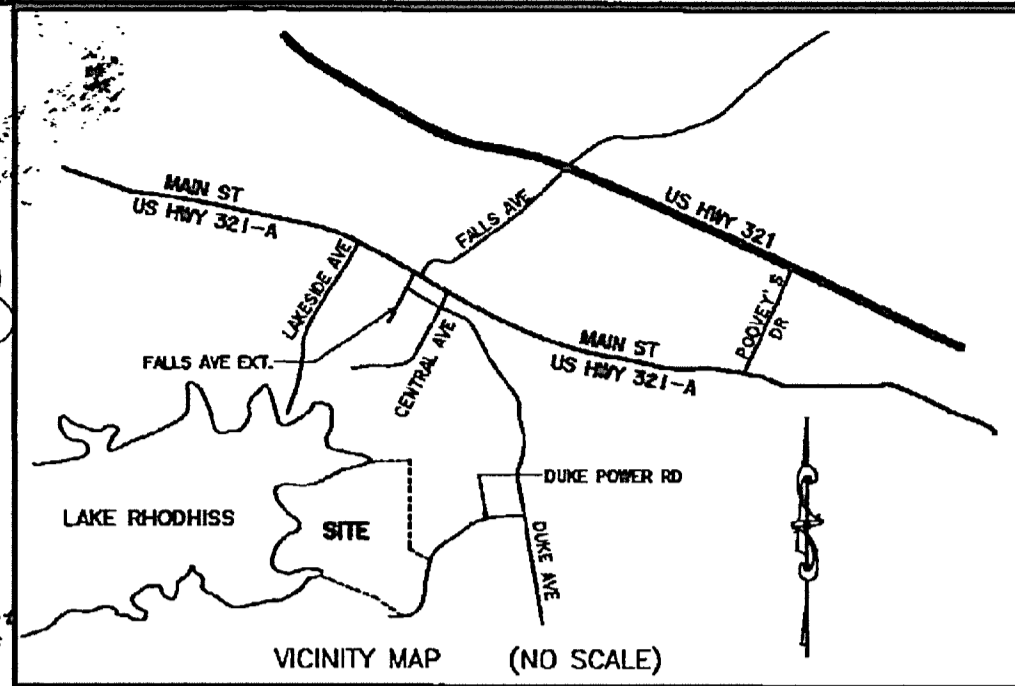 MAIN ST
US HWY 321-A
FALLS AVE
US HWY 321
LAKESIDE AVE
FALLS AVE EXT.
CENTRAL AVE
MAIN ST
US HWY 321-A
POOVEY'S
DR
DUKE POWER RD
LAKE RHODHISS
SITE
DUKE AVE
VICINITY MAP (NO SCALE)